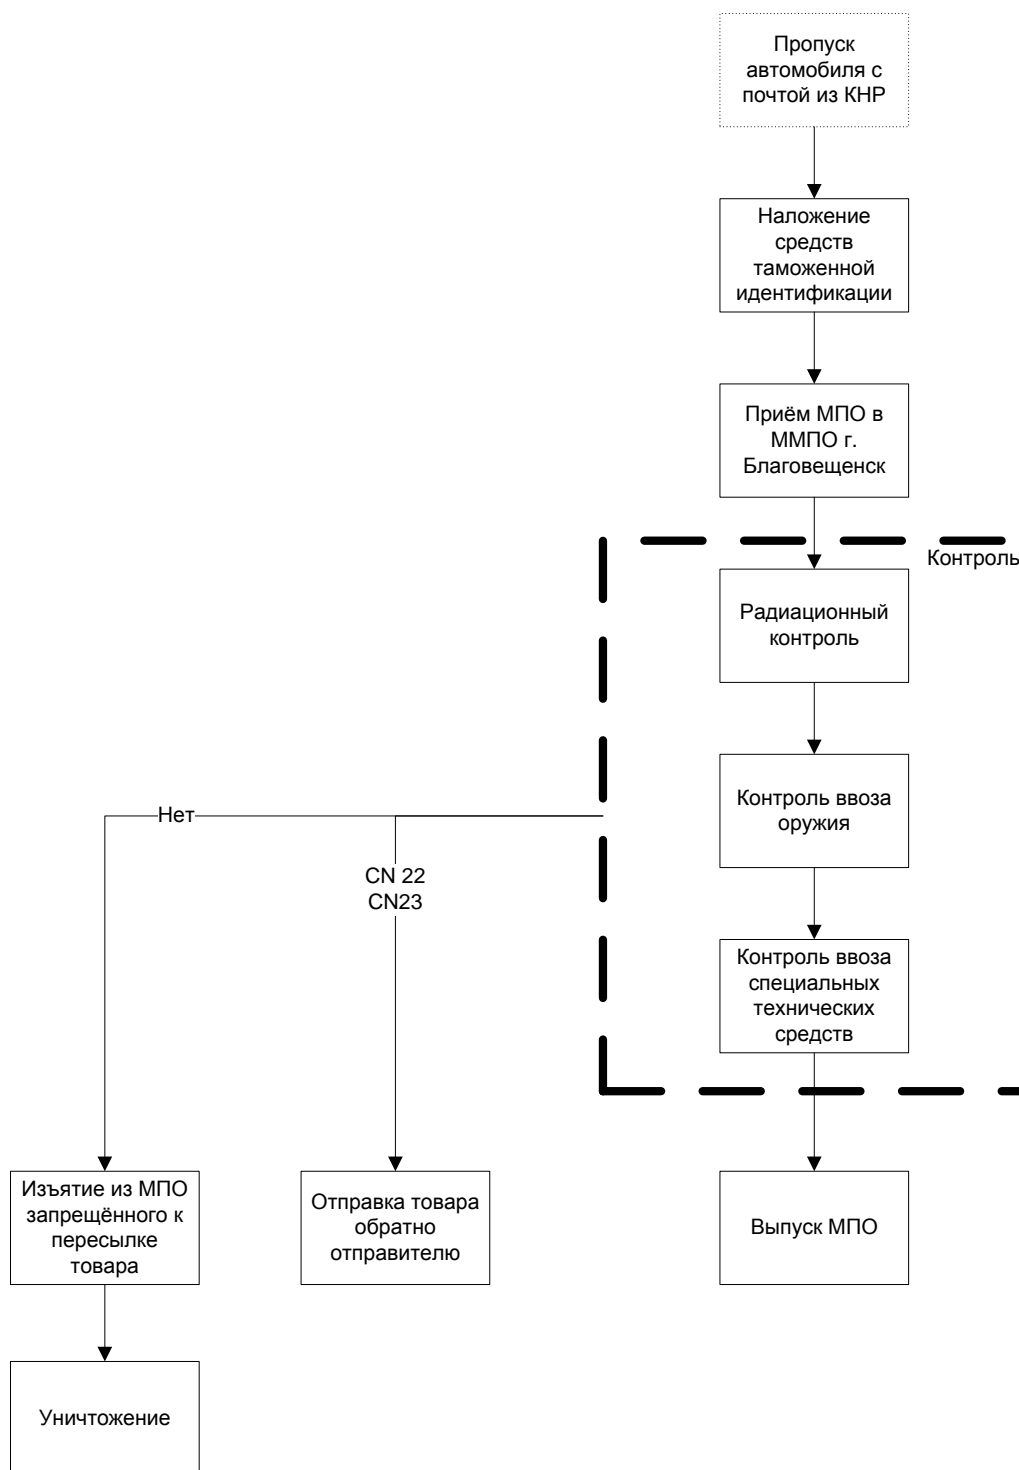 Пропуск
автомобиля с
почтой из КНР
Наложение
средств
таможенной
идентификации
Приём МПО в
ММПО г.
Благовещенск
Контроль
Радиационный
контроль
Контроль ввоза
оружия
Нет
CN 22
CN23
Контроль ввоза
специальных
технических
средств
Изъятие из МПО
запрещённого к
пересылке
товара
Отправка товара
обратно
отправителю
Выпуск МПО
Уничтожение